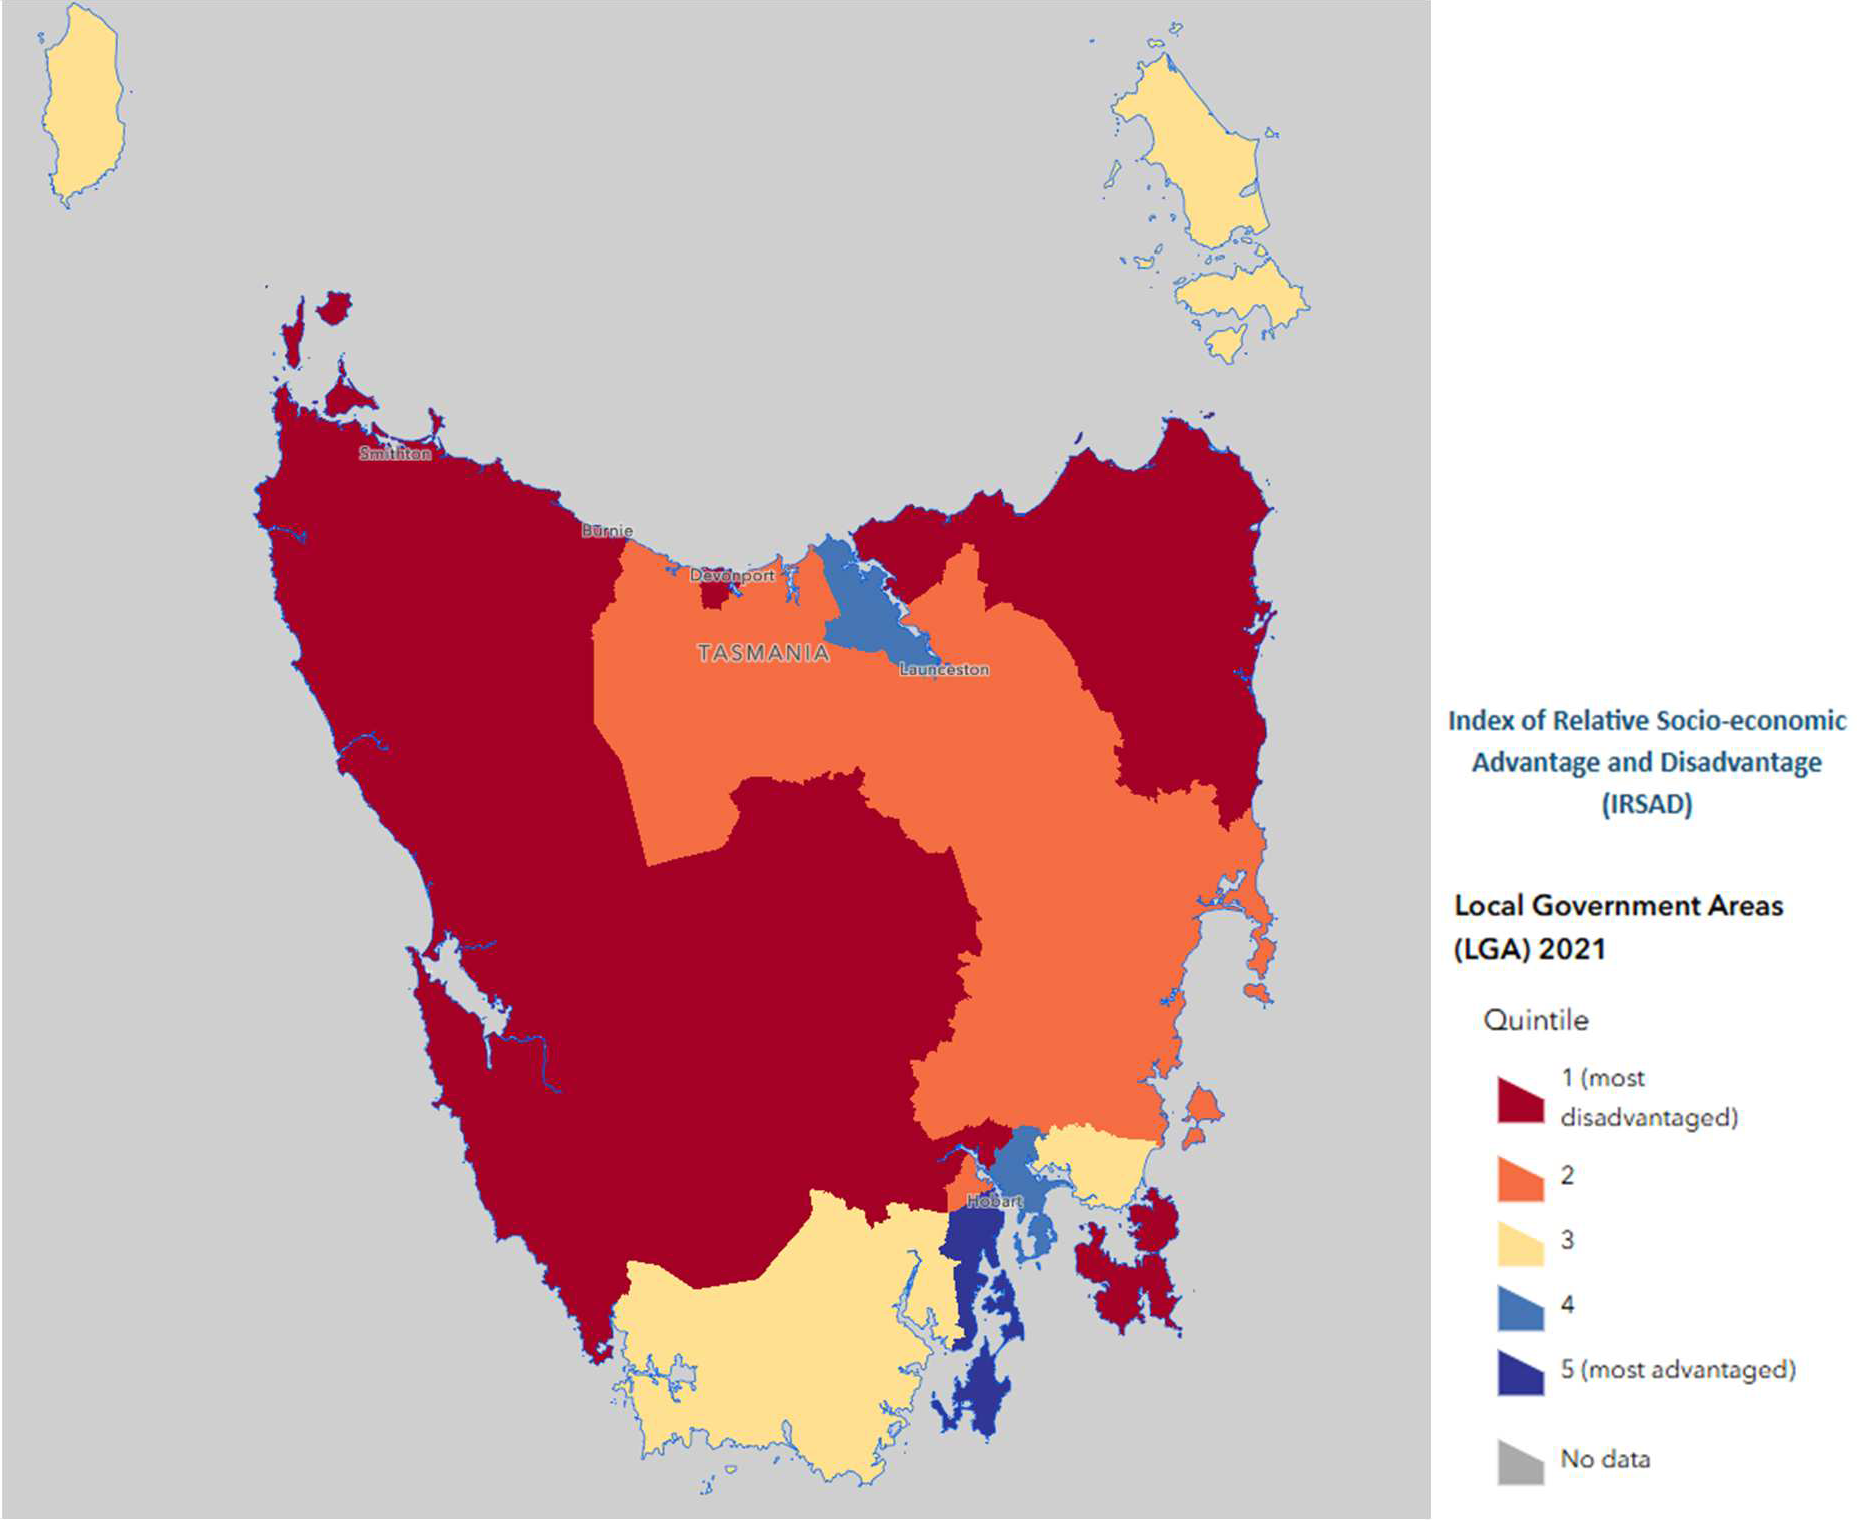 Smithton
Burnie
Devonport
TASMANIA
Launceston
Hobart
Index of Relative Socio-economic
Advantage and Disadvantage
(IRSAD)
Local Government Areas
(LGA) 2021
Quintile
1 (most
disadvantaged)
2
3
4
5 (most advantaged)
No data